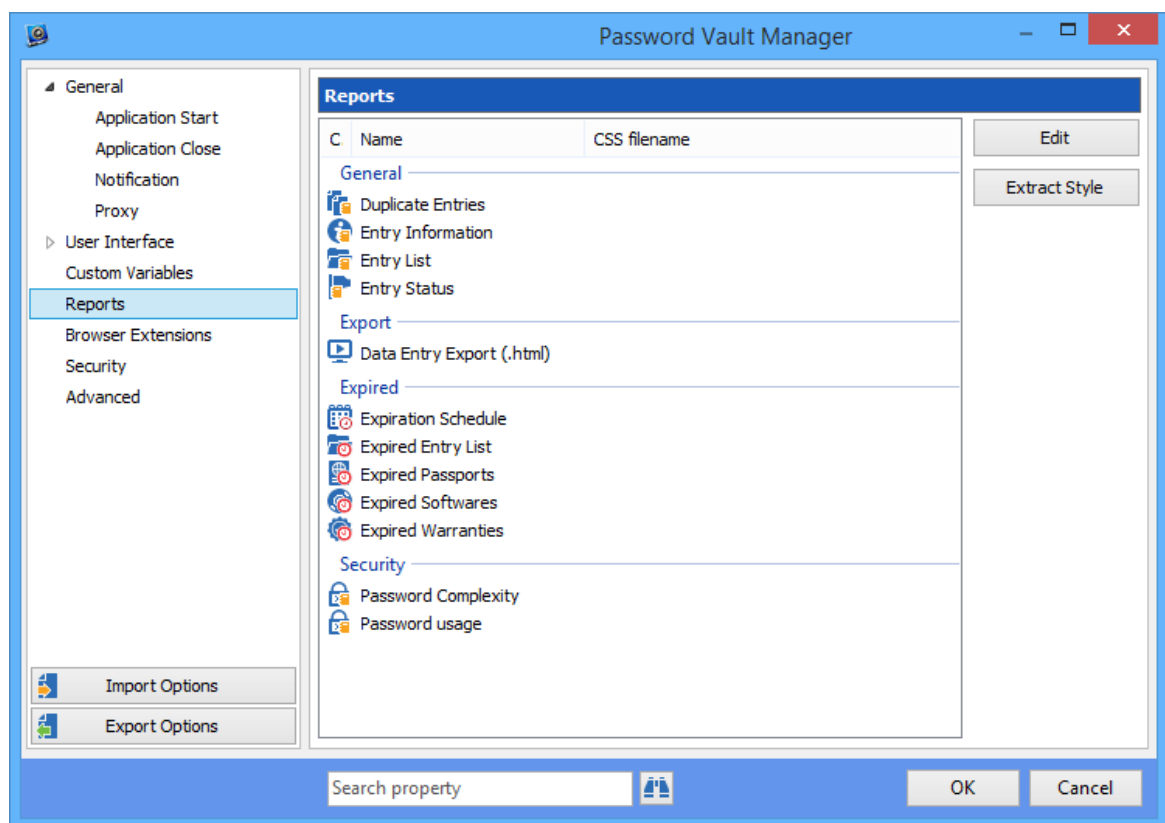 Password Vault Manager
General
Application Start
Application Close
Notification
Proxy
User Interface
Custom Variables
Reports
Browser Extensions
Security
Advanced
Import Options
Export Options
Reports
C. Name CSS filename
General
Duplicate Entries
Entry Information
Entry List
Entry Status
Export
Data Entry Export (.html)
Expired
Expiration Schedule
Expired Entry List
Expired Passports
Expired Softwares
Expired Warranties
Security
Password Complexity
Password usage
Edit
Extract Style
Search property
OK
Cancel